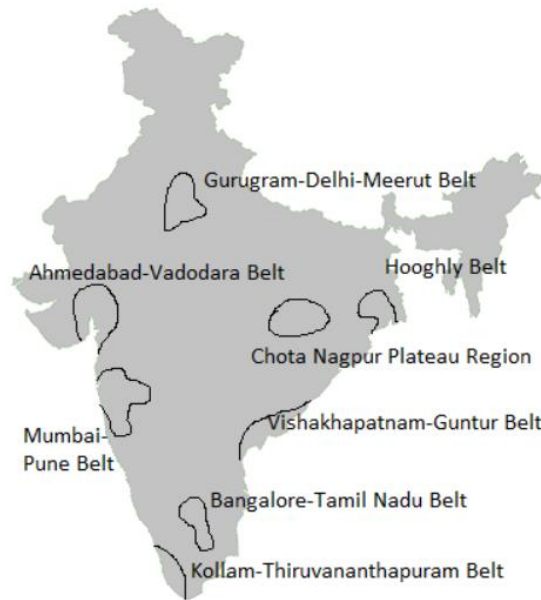 Gurugram-Delhi-Meerut Belt
Ahmedabad-Vadodara Belt
Hooghly Belt
Chota Nagpur Plateau Region
Vishakhapatnam-Guntur Belt
Mumbai-
Pune Belt
Bangalore-Tamil Nadu Belt
Kollam-Thiruvananthapuram Belt